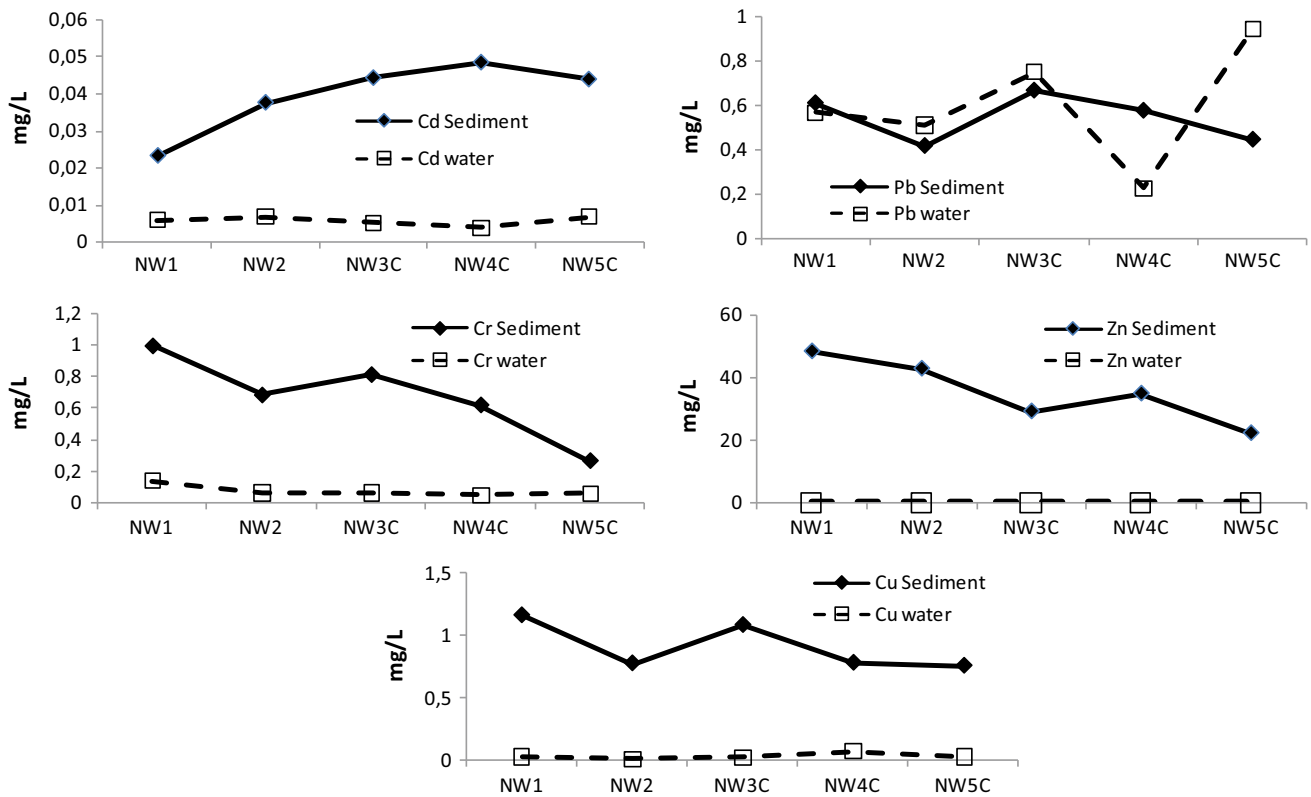 0,06
0,05
0,04
0,03
0,02
0,01
0
mg/L
Cd Sediment
Cd water
NW1 NW2 NW3C NW4C NW5C
1
0,8
0,6
0,4
0,2
0
mg/L
Pb Sediment
Pb water
NW1 NW2 NW3C NW4C NW5C
1,2
1
0,8
0,6
0,4
0,2
0
mg/L
Cr Sediment
Cr water
NW1 NW2 NW3C NW4C NW5C
60
40
20
0
mg/L
Zn Sediment
Zn water
NW1 NW2 NW3C NW4C NW5C
1,5
1
0,5
0
mg/L
Cu Sediment
Cu water
NW1 NW2 NW3C NW4C NW5C